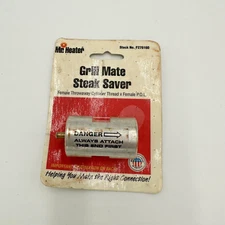 Mr. Heater
Stock No. F276160
Grill Mate
Steak Saver
Female Throwaway Cylinder Thread x Female P.O.L.
DANGER
ALWAYS ATTACH
THIS END FIRST
Helping You Make the Right Connection!